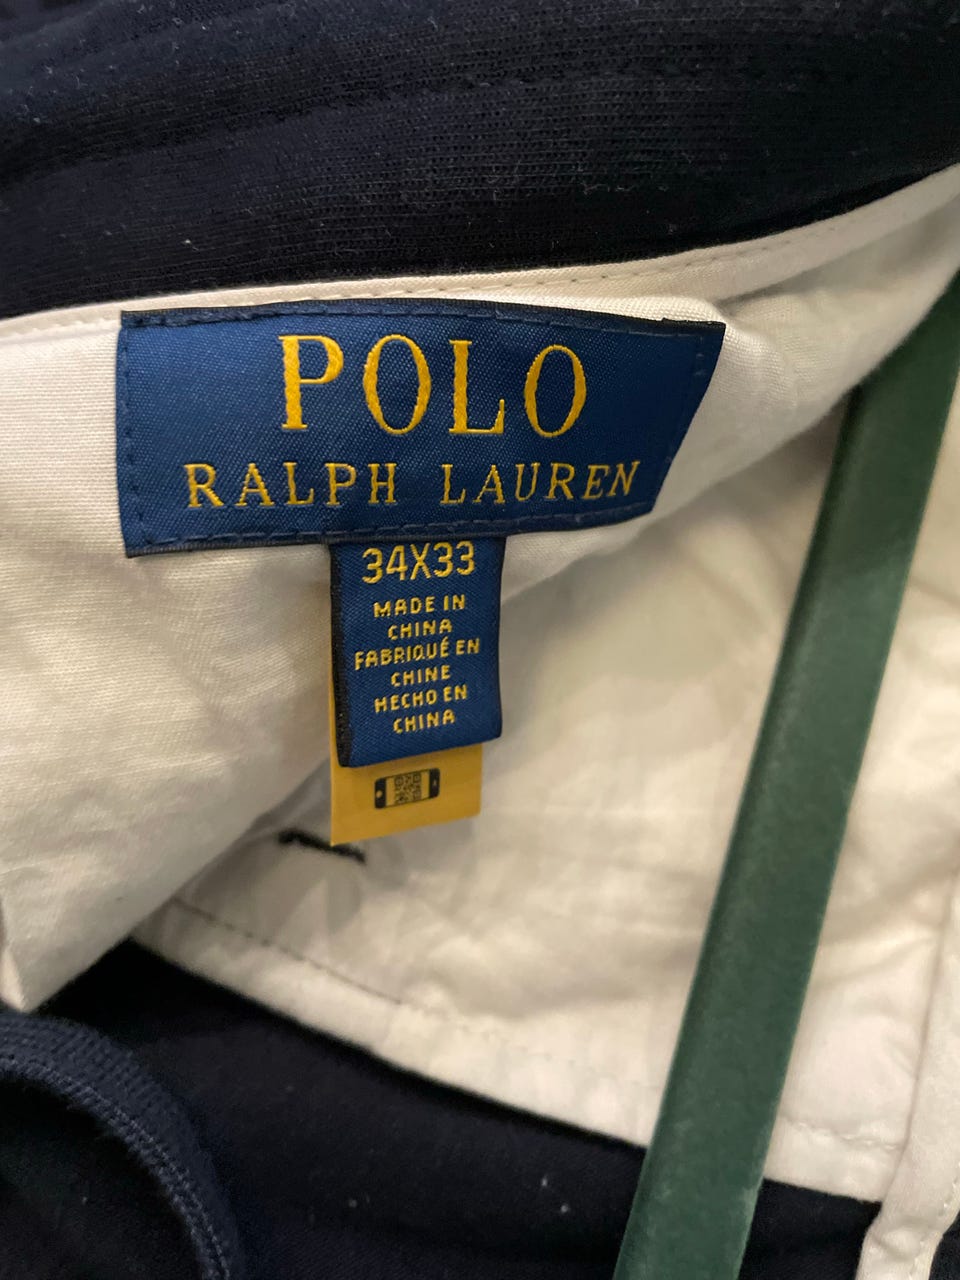 POLO
RALPH LAUREN
34X33
MADE IN
CHINA
FABRIQUÉ EN
CHINE
HECHO EN
CHINA